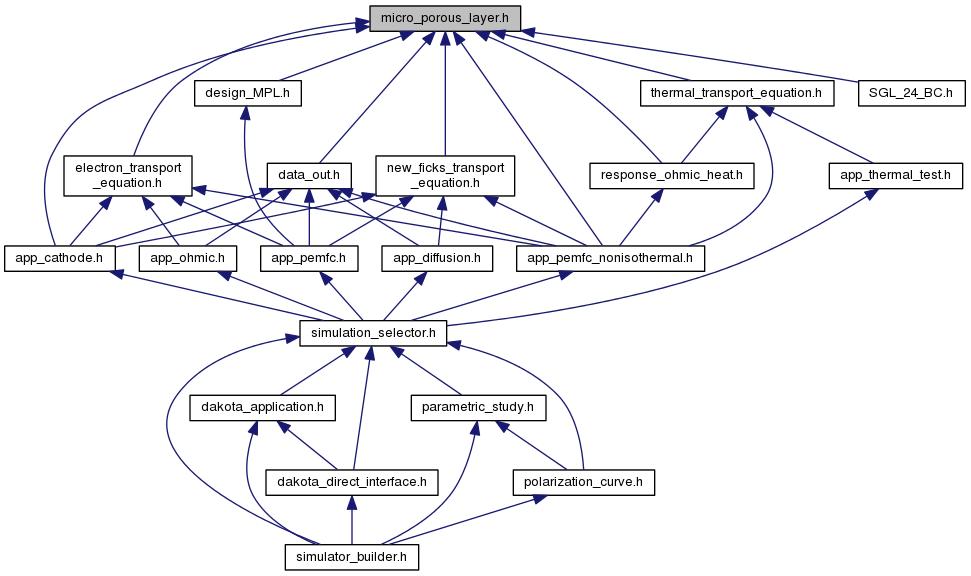 micro_porous_layer.h
design_MPL.h
thermal_transport_equation.h
SGL_24_BC.h
electron_transport
_equation.h
data_out.h
new_ficks_transport
_equation.h
response_ohmic_heat.h
app_thermal_test.h
app_cathode.h
app_ohmic.h
app_pemfc.h
app_diffusion.h
app_pemfc_nonisothermal.h
simulation_selector.h
dakota_application.h
parametric_study.h
dakota_direct_interface.h
polarization_curve.h
simulator_builder.h